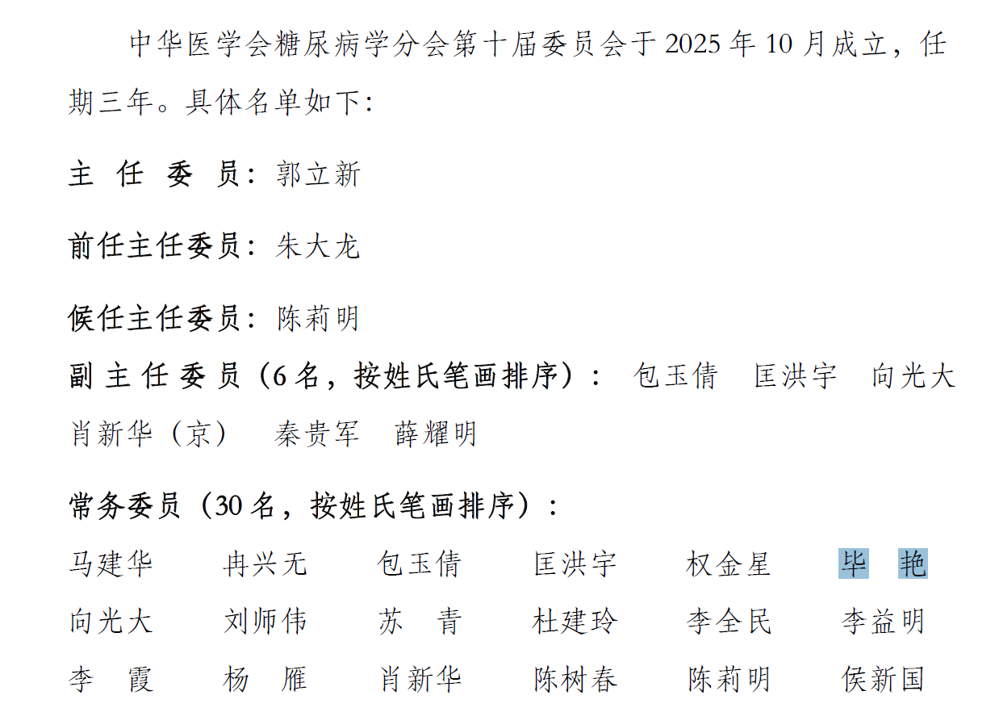 中华医学会糖尿病学分会第十届委员会于 2025 年 10 月成立，任
期三年。具体名单如下：
主 任 委 员：郭立新
前任主任委员：朱大龙
候任主任委员：陈莉明
副 主 任 委 员（6 名，按姓氏笔画排序）： 包玉倩 匡洪宇 向光大
肖新华（京） 秦贵军 薛耀明
常务委员（30 名，按姓氏笔画排序）：
马建华 冉兴无 包玉倩 匡洪宇 权金星 毕 艳
向光大 刘师伟 苏 青 杜建玲 李全民 李益明
李 霞 杨 雁 肖新华 陈树春 陈莉明 侯新国